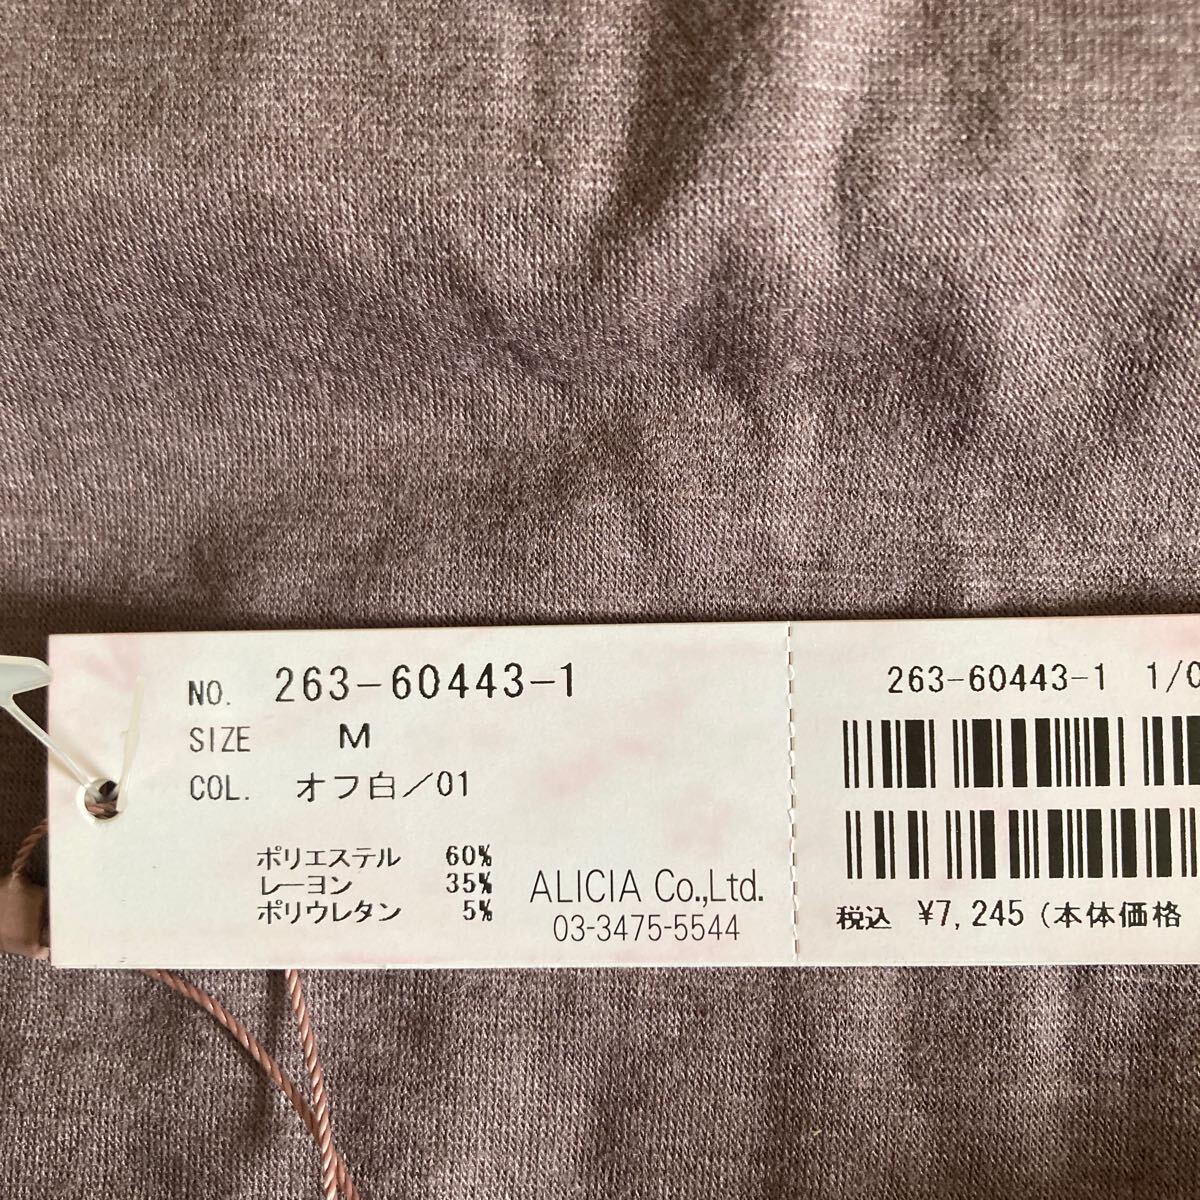 NO. 263-60443-1
SIZE M
COL. オフ白/01
ポリエステル 60%
レーヨン 35%
ポリウレタン 5%
ALICIA Co.,Ltd.
03-3475-5544
263-60443-1 1/0
税込 ¥7,245 (本体価格